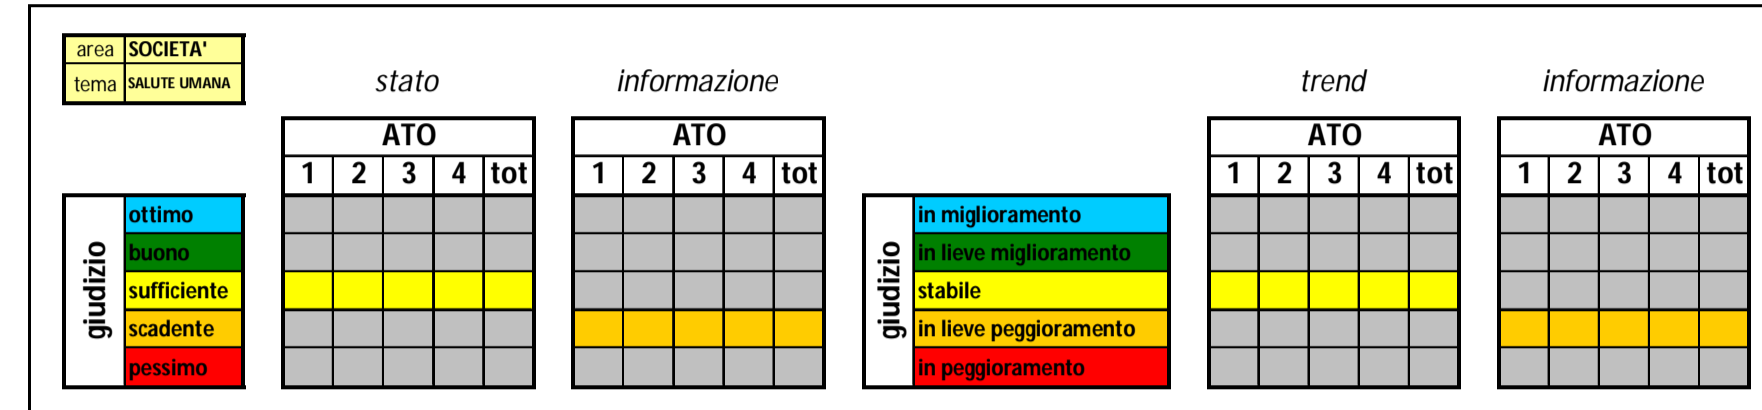 area SOCIETA'
tema SALUTE UMANA
stato informazione trend informazione
ATO ATO ATO ATO
1 2 3 4 tot 1 2 3 4 tot 1 2 3 4 tot 1 2 3 4 tot
giudizio
ottimo in miglioramento
buono in lieve miglioramento
sufficiente stabile
scadente in lieve peggioramento
pessimo in peggioramento
giudizio